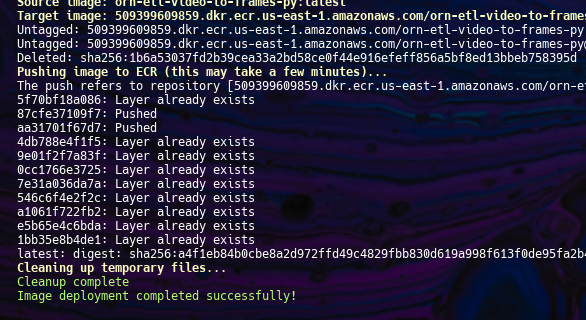 Source image: orn-etl-video-to-frames-py:latest
Target image: 509399609859.dkr.ecr.us-east-1.amazonaws.com/orn-etl-video-to-frame
Untagged: 509399609859.dkr.ecr.us-east-1.amazonaws.com/orn-etl-video-to-frames-py
Untagged: 509399609859.dkr.ecr.us-east-1.amazonaws.com/orn-etl-video-to-frames-py@
Deleted: sha256:1b6a53037fd2b39cea33a2bd58ce0f44e916efeff856a5bf8ed13bbeb758395d
Pushing image to ECR (this may take a few minutes)...
The push refers to repository [509399609859.dkr.ecr.us-east-1.amazonaws.com/orn-e
5f70bf18a086: Layer already exists
87cfe37109f7: Pushed
aa31701f67d7: Pushed
4db788e4f1f5: Layer already exists
9e01f2f7a83f: Layer already exists
0cc1766e3725: Layer already exists
7e31a036da7a: Layer already exists
546c6f4e2f2c: Layer already exists
a1061f722fb2: Layer already exists
e5b65e4c6bda: Layer already exists
1bb35e8b4de1: Layer already exists
latest: digest: sha256:a4f1eb84b0cbe8a2d972ffd49c4829fbb830d619a998f613f0de95fa2b
Cleaning up temporary files...
Cleanup complete
Image deployment completed successfully!